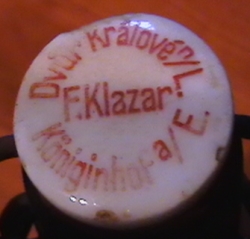 Dvůr Králové n/L.
F. Klazar
Königinhof a/E.